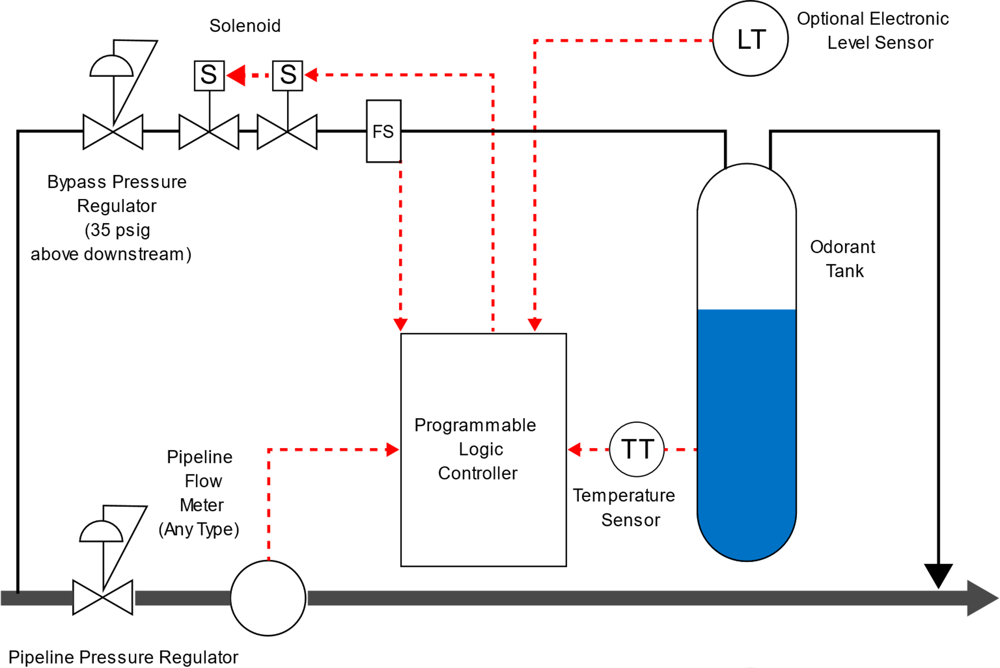 Solenoid
LT
Optional Electronic
Level Sensor
S
S
FS
Bypass Pressure
Regulator
(35 psig
above downstream)
Odorant
Tank
Programmable
Logic
Controller
TT
Temperature
Sensor
Pipeline
Flow
Meter
(Any Type)
Pipeline Pressure Regulator